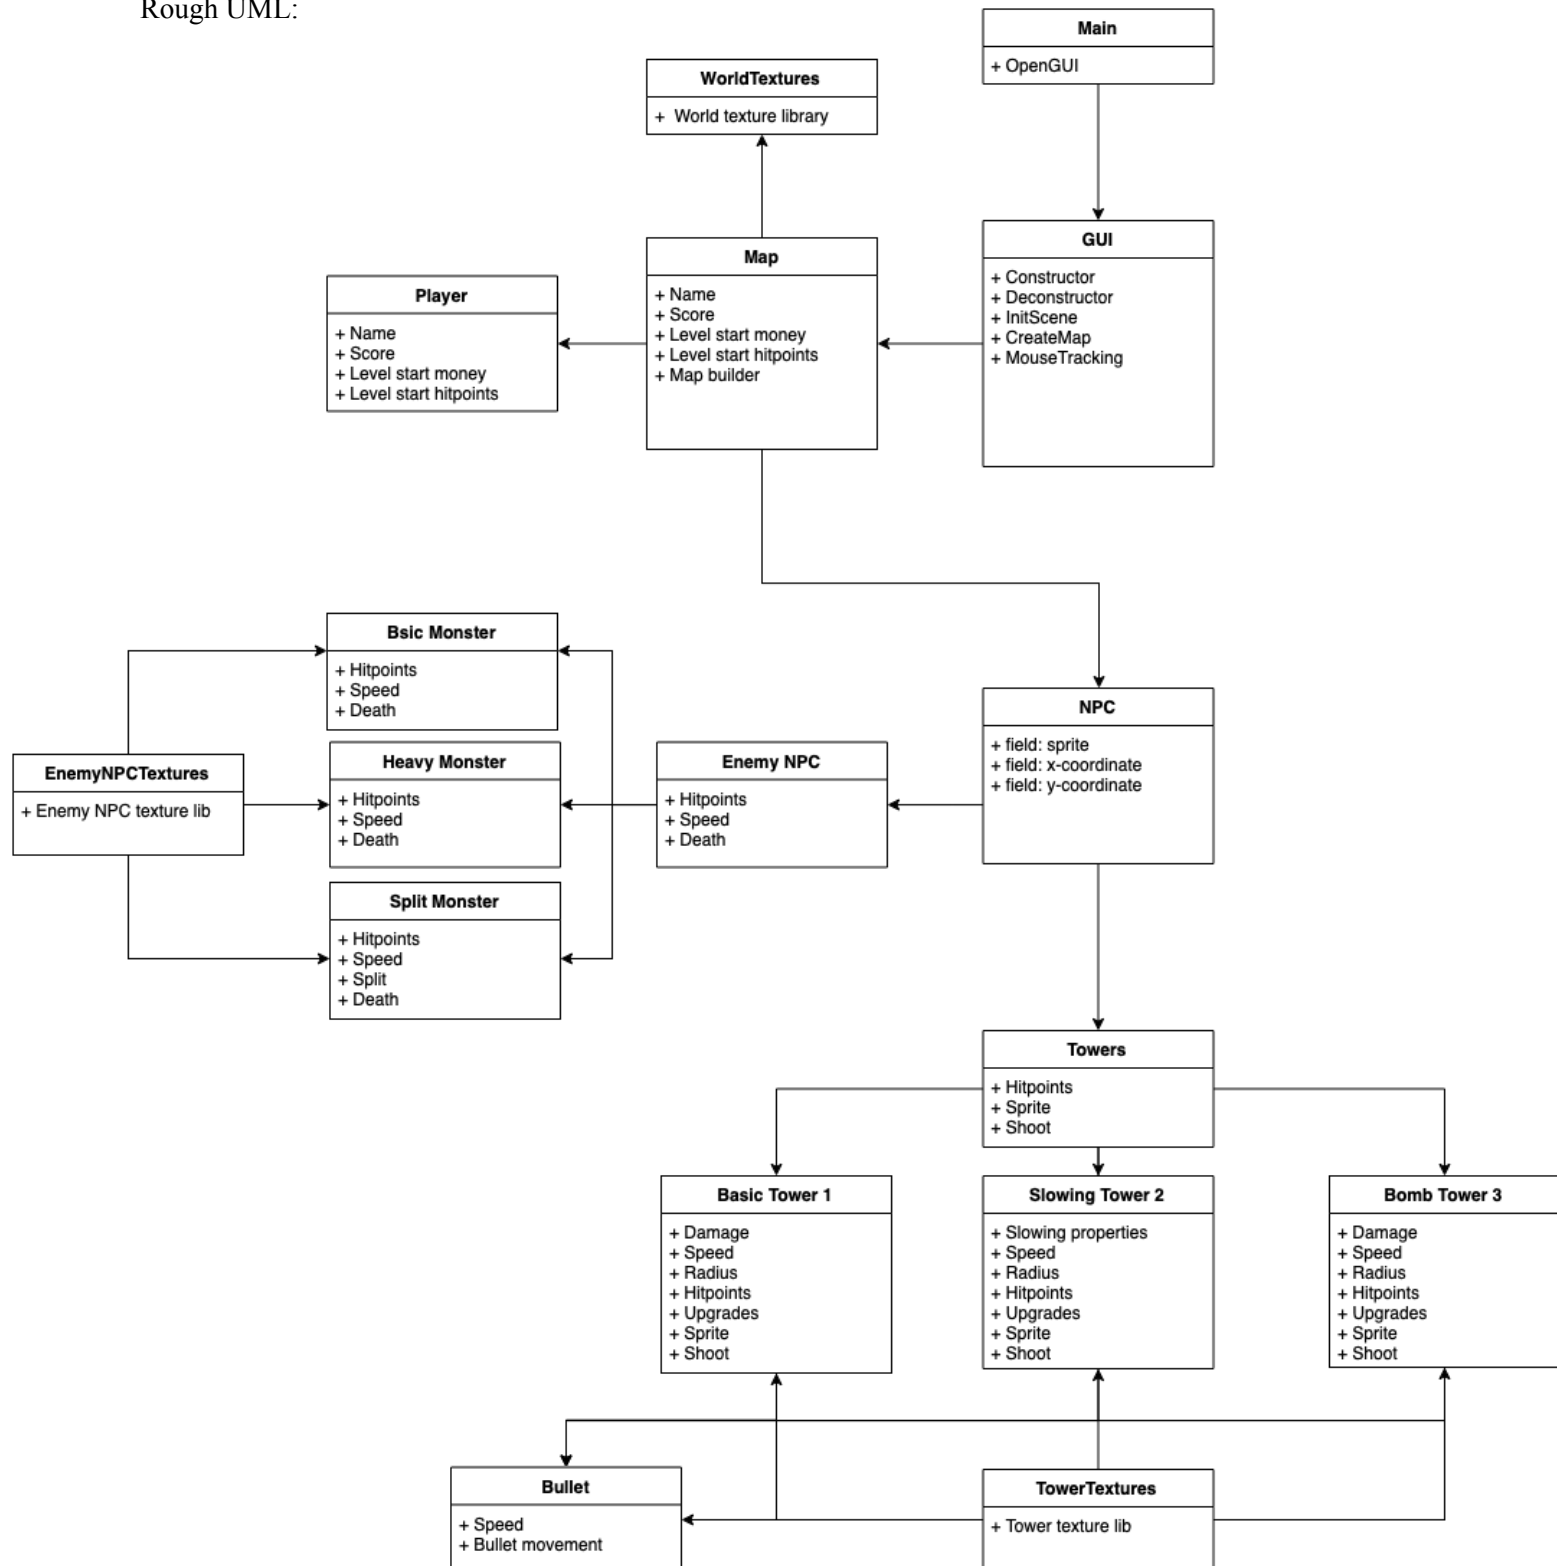 Rough UML:
Main
+ OpenGUI
WorldTextures
+ World texture library
GUI
+ Constructor
+ Deconstructor
+ InitScene
+ CreateMap
+ MouseTracking
Map
+ Name
+ Score
+ Level start money
+ Level start hitpoints
+ Map builder
Player
+ Name
+ Score
+ Level start money
+ Level start hitpoints
Bsic Monster
+ Hitpoints
+ Speed
+ Death
NPC
+ field: sprite
+ field: x-coordinate
+ field: y-coordinate
EnemyNPCTextures
+ Enemy NPC texture lib
Heavy Monster
+ Hitpoints
+ Speed
+ Death
Enemy NPC
+ Hitpoints
+ Speed
+ Death
Split Monster
+ Hitpoints
+ Speed
+ Split
+ Death
Towers
+ Hitpoints
+ Sprite
+ Shoot
Basic Tower 1
+ Damage
+ Speed
+ Radius
+ Hitpoints
+ Upgrades
+ Sprite
+ Shoot
Slowing Tower 2
+ Slowing properties
+ Speed
+ Radius
+ Hitpoints
+ Upgrades
+ Sprite
+ Shoot
Bomb Tower 3
+ Damage
+ Speed
+ Radius
+ Hitpoints
+ Upgrades
+ Sprite
+ Shoot
Bullet
+ Speed
+ Bullet movement
TowerTextures
+ Tower texture lib